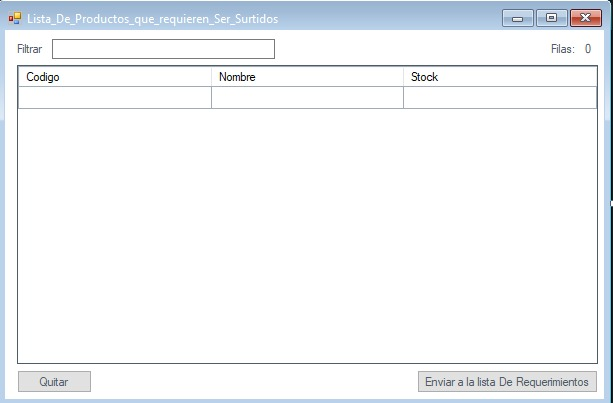 Lista_De_Productos_que_requieren_Ser_Surtidos
Filtrar Filas: 0
Codigo Nombre Stock
Quitar Enviar a la lista De Requerimientos